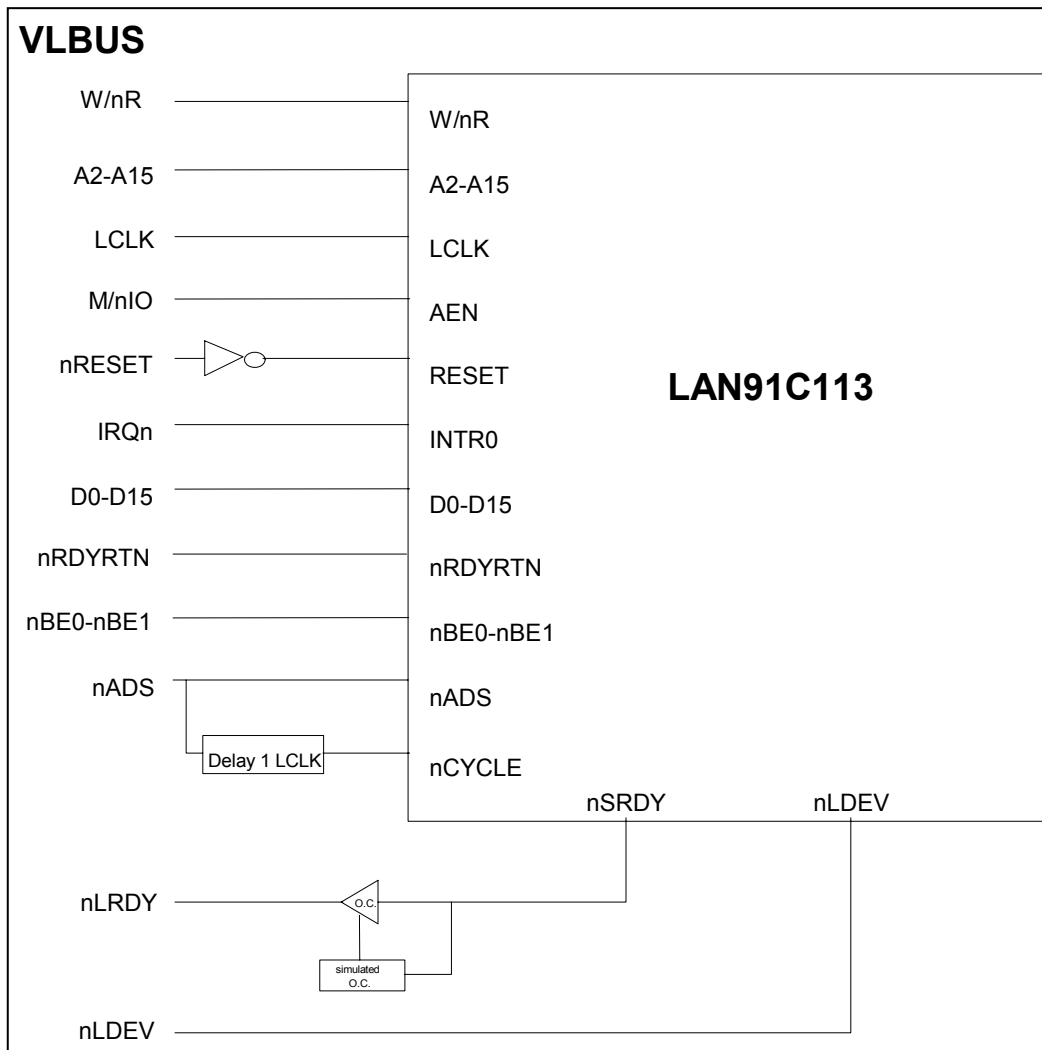 VLBUS
W/nR
W/nR
A2-A15
A2-A15
LCLK
LCLK
M/nIO
AEN
nRESET
RESET
LAN91C113
IRQn
INTR0
D0-D15
D0-D15
nRDYRTN
nRDYRTN
nBE0-nBE1
nBE0-nBE1
nADS
nADS
Delay 1 LCLK
nCYCLE
nSRDY
nLDEV
nLRDY
O.C.
simulated
O.C.
nLDEV